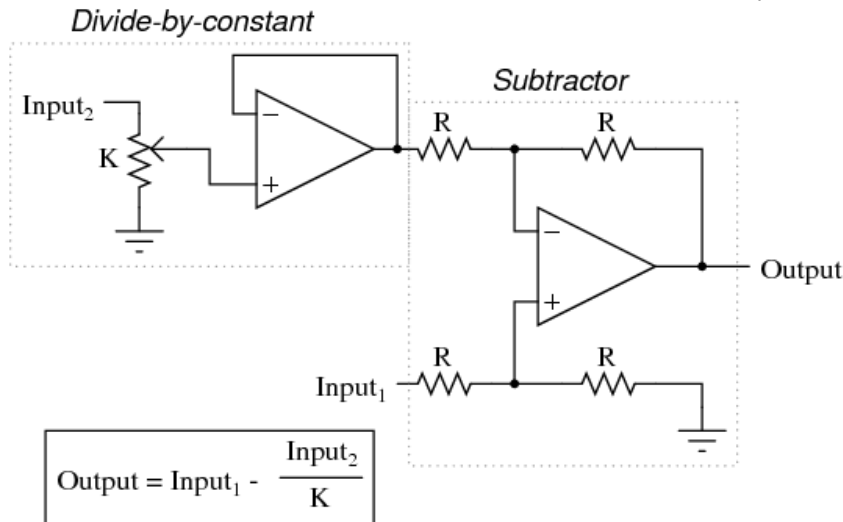 Divide-by-constant
Input₂
K
−
+
Subtractor
R R
−
+
Output
R R
Input₁
Output = Input₁ - Input₂
K